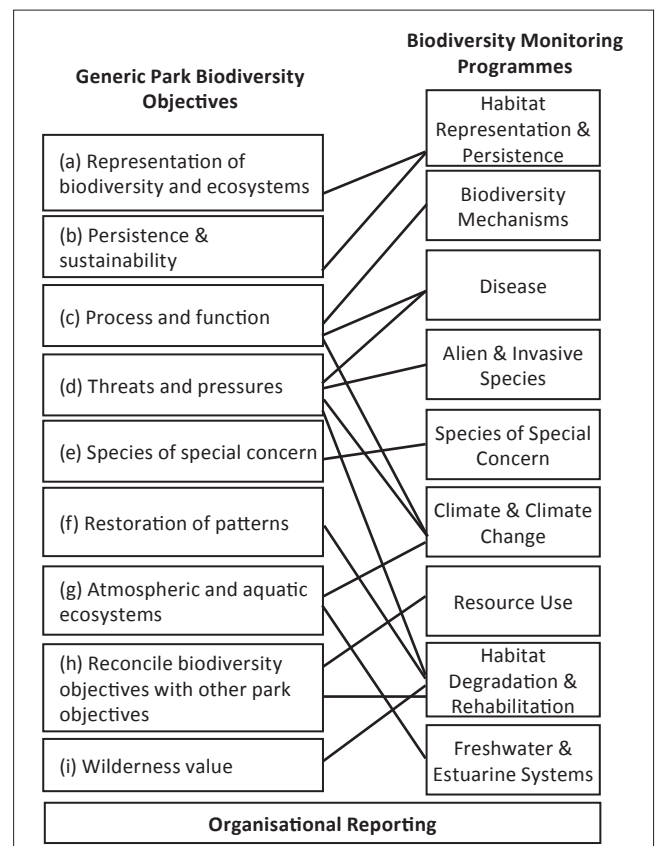 Generic Park Biodiversity
Objectives
(a) Representation of
biodiversity and ecosystems
(b) Persistence &
sustainability
(c) Process and function
(d) Threats and pressures
(e) Species of special concern
(f) Restoration of patterns
(g) Atmospheric and aquatic
ecosystems
(h) Reconcile biodiversity
objectives with other park
objectives
(i) Wilderness value
Biodiversity Monitoring
Programmes
Habitat
Representation &
Persistence
Biodiversity
Mechanisms
Disease
Alien & Invasive
Species
Species of Special
Concern
Climate & Climate
Change
Resource Use
Habitat
Degradation &
Rehabilitation
Freshwater &
Estuarine Systems
Organisational Reporting